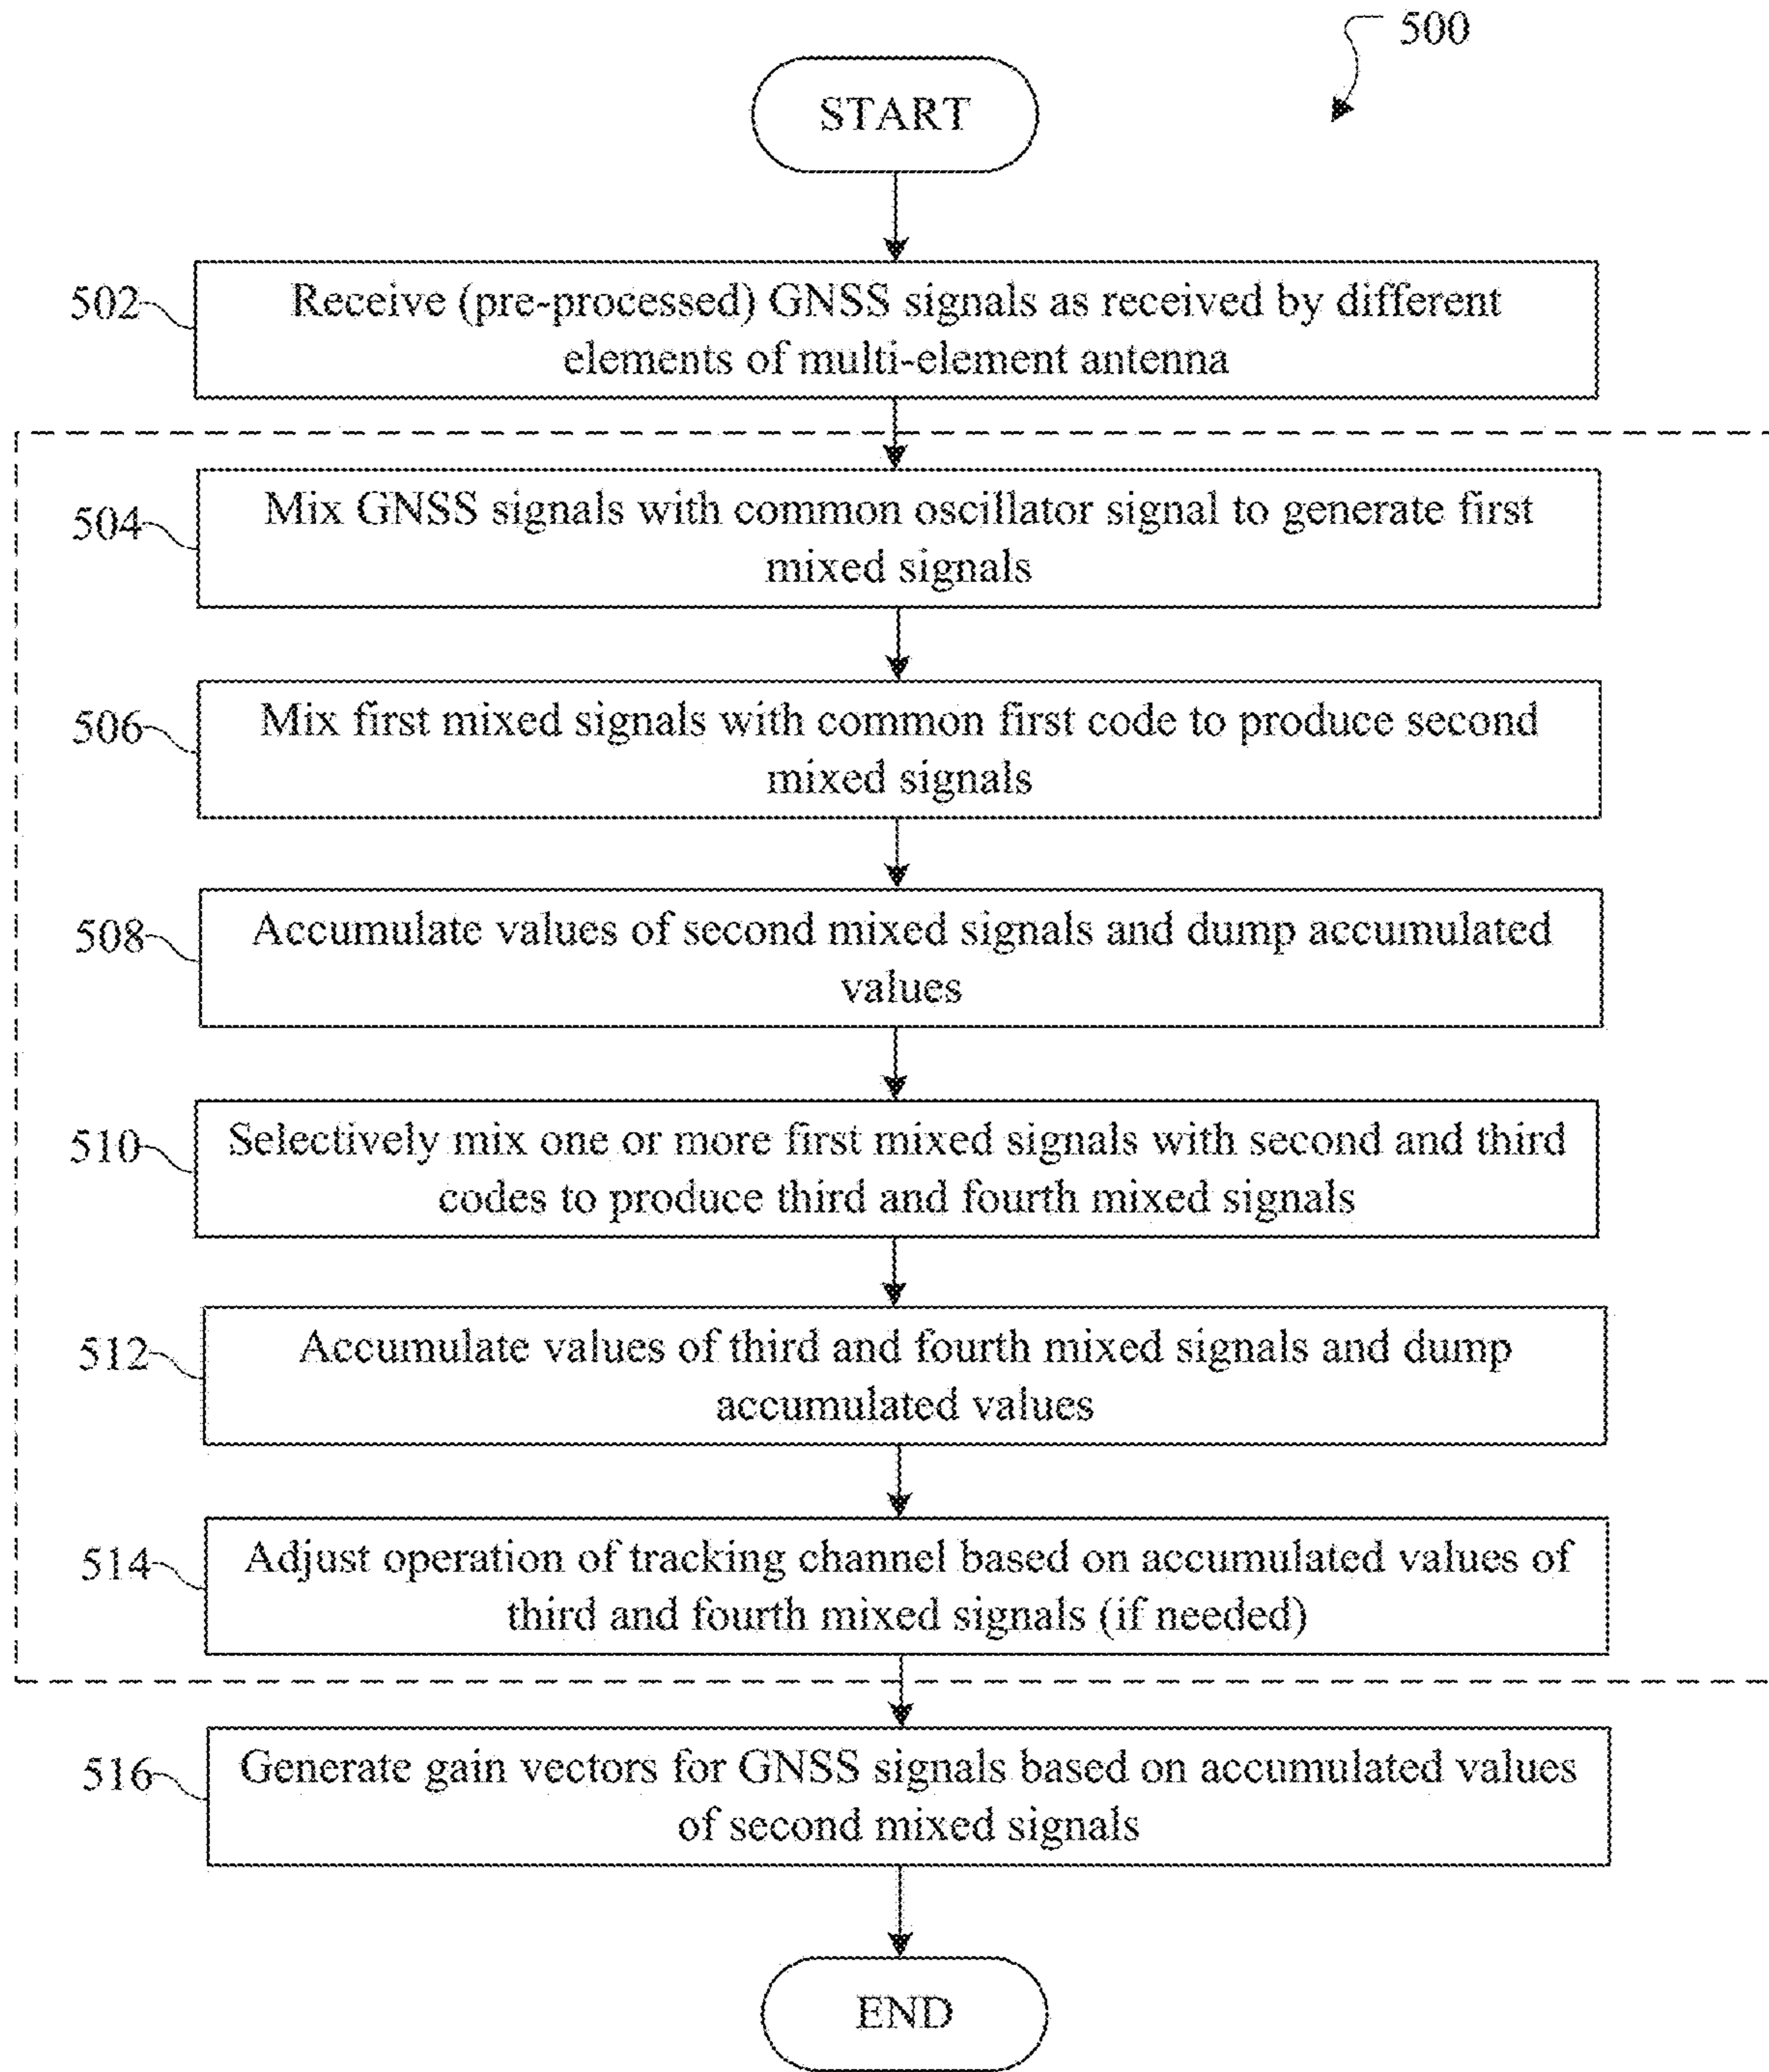 500
START
502
Receive (pre-processed) GNSS signals as received by different
elements of multi-element antenna
504
Mix GNSS signals with common oscillator signal to generate first
mixed signals
506
Mix first mixed signals with common first code to produce second
mixed signals
508
Accumulate values of second mixed signals and dump accumulated
values
510
Selectively mix one or more first mixed signals with second and third
codes to produce third and fourth mixed signals
512
Accumulate values of third and fourth mixed signals and dump
accumulated values
514
Adjust operation of tracking channel based on accumulated values of
third and fourth mixed signals (if needed)
516
Generate gain vectors for GNSS signals based on accumulated values
of second mixed signals
END